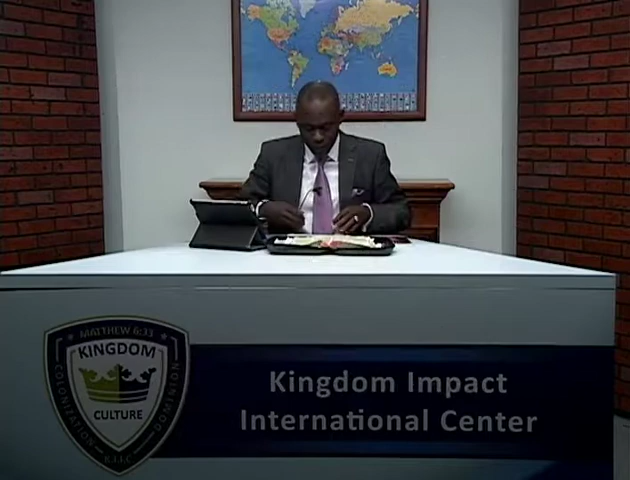 MATTHEW 6:33
KINGDOM
CULTURE
COLONIZATION
DOMINION
K.I.I.C
Kingdom Impact
International Center